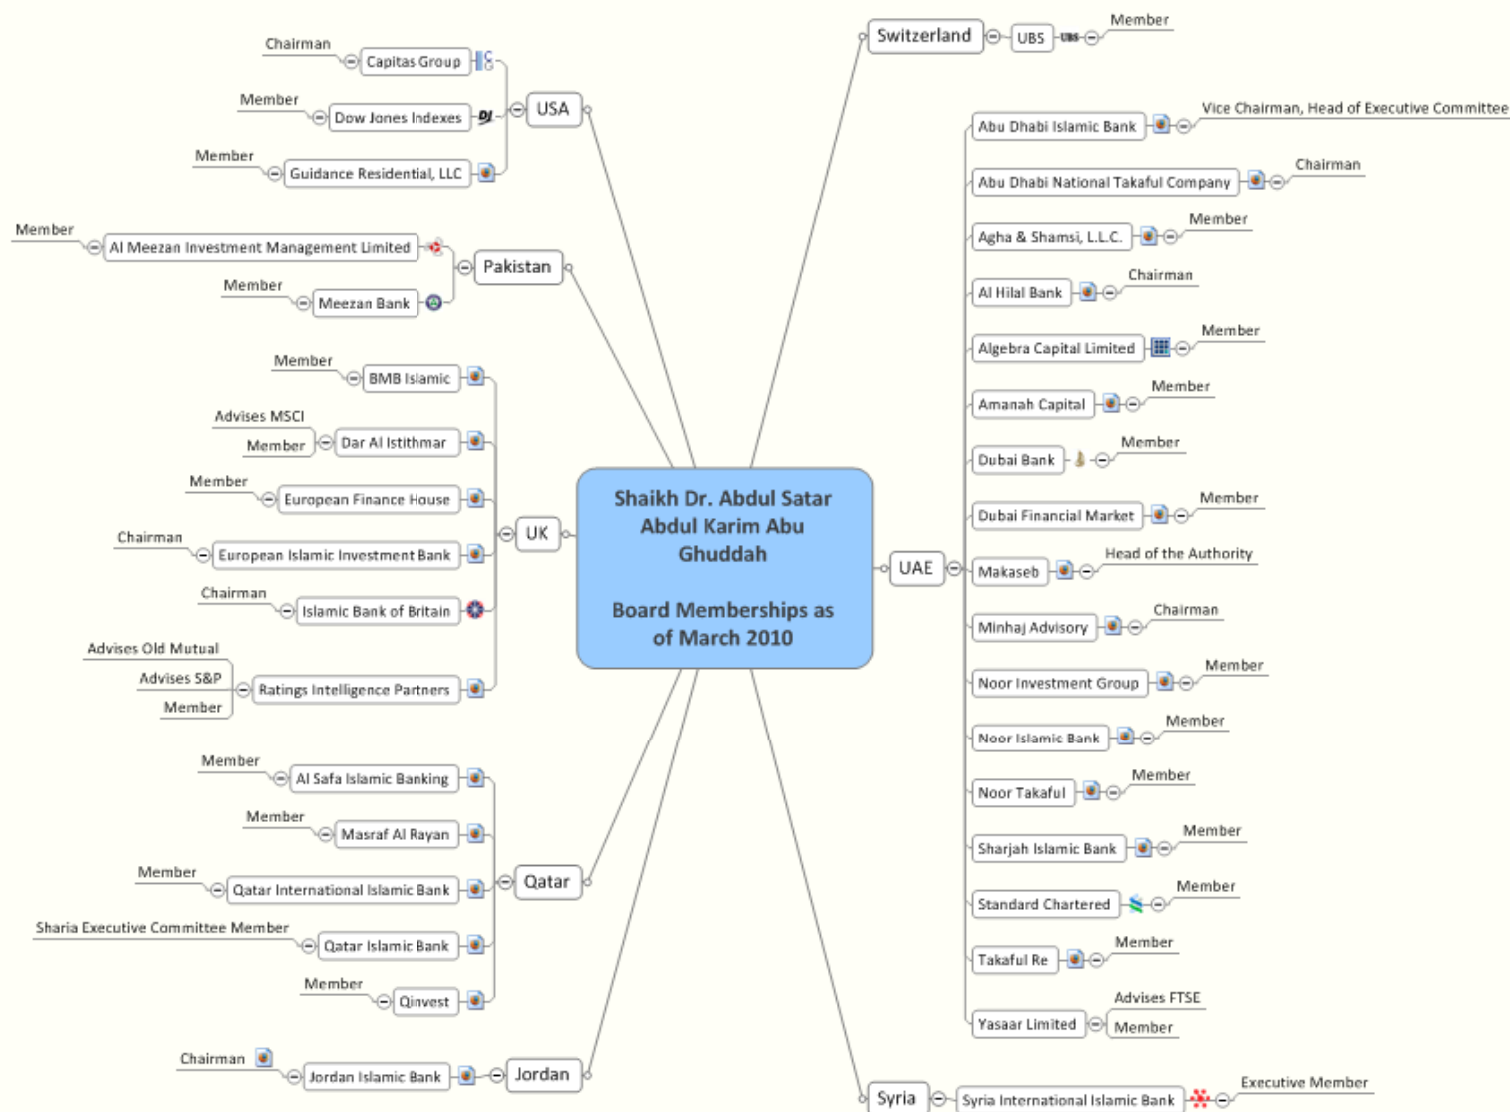 Shaikh Dr. Abdul Satar
Abdul Karim Abu
Ghuddah
Board Memberships as
of March 2010
USA
Chairman
Capitas Group
Member
Dow Jones Indexes
DJ
Member
Guidance Residential, LLC
Pakistan
Member
Al Meezan Investment Management Limited
Member
Meezan Bank
UK
Member
BMB Islamic
Advises MSCI
Member
Dar Al Istithmar
Member
European Finance House
Chairman
European Islamic Investment Bank
Chairman
Islamic Bank of Britain
Advises Old Mutual
Advises S&P
Member
Ratings Intelligence Partners
Qatar
Member
Al Safa Islamic Banking
Member
Masraf Al Rayan
Member
Qatar International Islamic Bank
Sharia Executive Committee Member
Qatar Islamic Bank
Member
Qinvest
Jordan
Chairman
Jordan Islamic Bank
Switzerland
UBS
UBS
Member
UAE
Abu Dhabi Islamic Bank
Vice Chairman, Head of Executive Committee
Abu Dhabi National Takaful Company
Chairman
Agha & Shamsi, L.L.C.
Member
Al Hilal Bank
Chairman
Algebra Capital Limited
Member
Amanah Capital
Member
Dubai Bank
Member
Dubai Financial Market
Member
Makaseb
Head of the Authority
Minhaj Advisory
Chairman
Noor Investment Group
Member
Noor Islamic Bank
Member
Noor Takaful
Member
Sharjah Islamic Bank
Member
Standard Chartered
Member
Takaful Re
Member
Yasaar Limited
Advises FTSE
Member
Syria
Syria International Islamic Bank
Executive Member